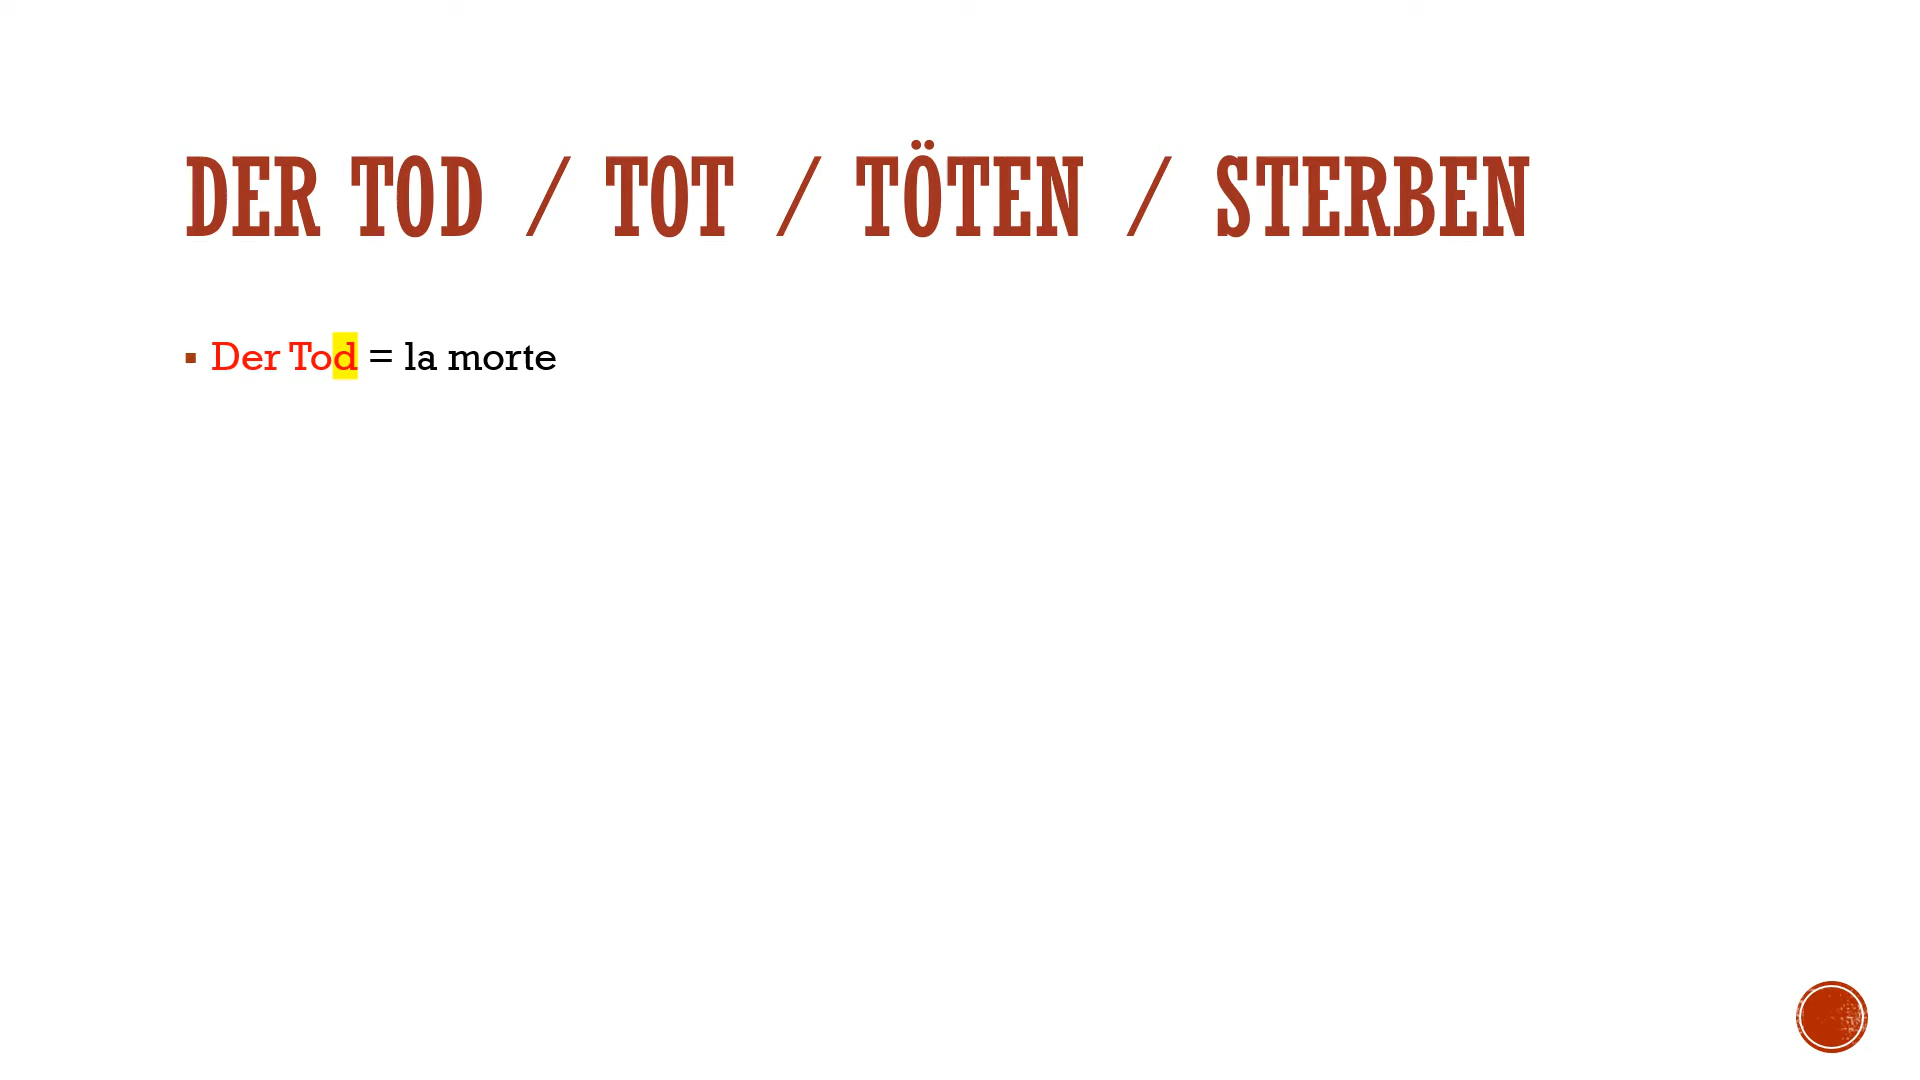 DER TOD / TOT / TÖTEN / STERBEN
▪ Der Tod = la morte